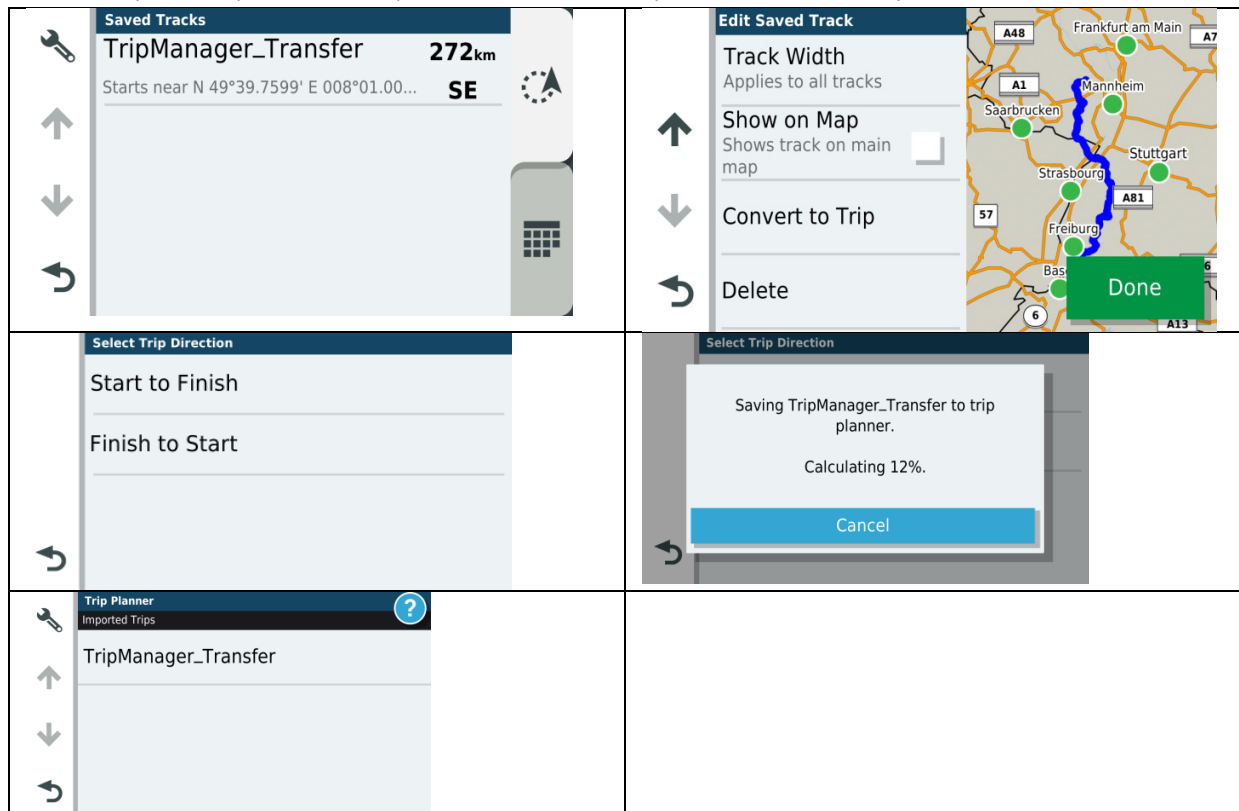 Saved Tracks
TripManager_Transfer 272km
Starts near N 49°39.7599' E 008°01.00... SE
Edit Saved Track
Track Width
Applies to all tracks
Show on Map
Shows track on main
map
Convert to Trip
Delete
A48
Frankfurt am Main
A7
A1
Mannheim
Saarbrucken
Stuttgart
Strasbourg
A81
57
Freiburg
Bas
6
Done
6
A13
Select Trip Direction
Start to Finish
Finish to Start
Select Trip Direction
Saving TripManager_Transfer to trip
planner.
Calculating 12%.
Cancel
Trip Planner
Imported Trips
?
TripManager_Transfer